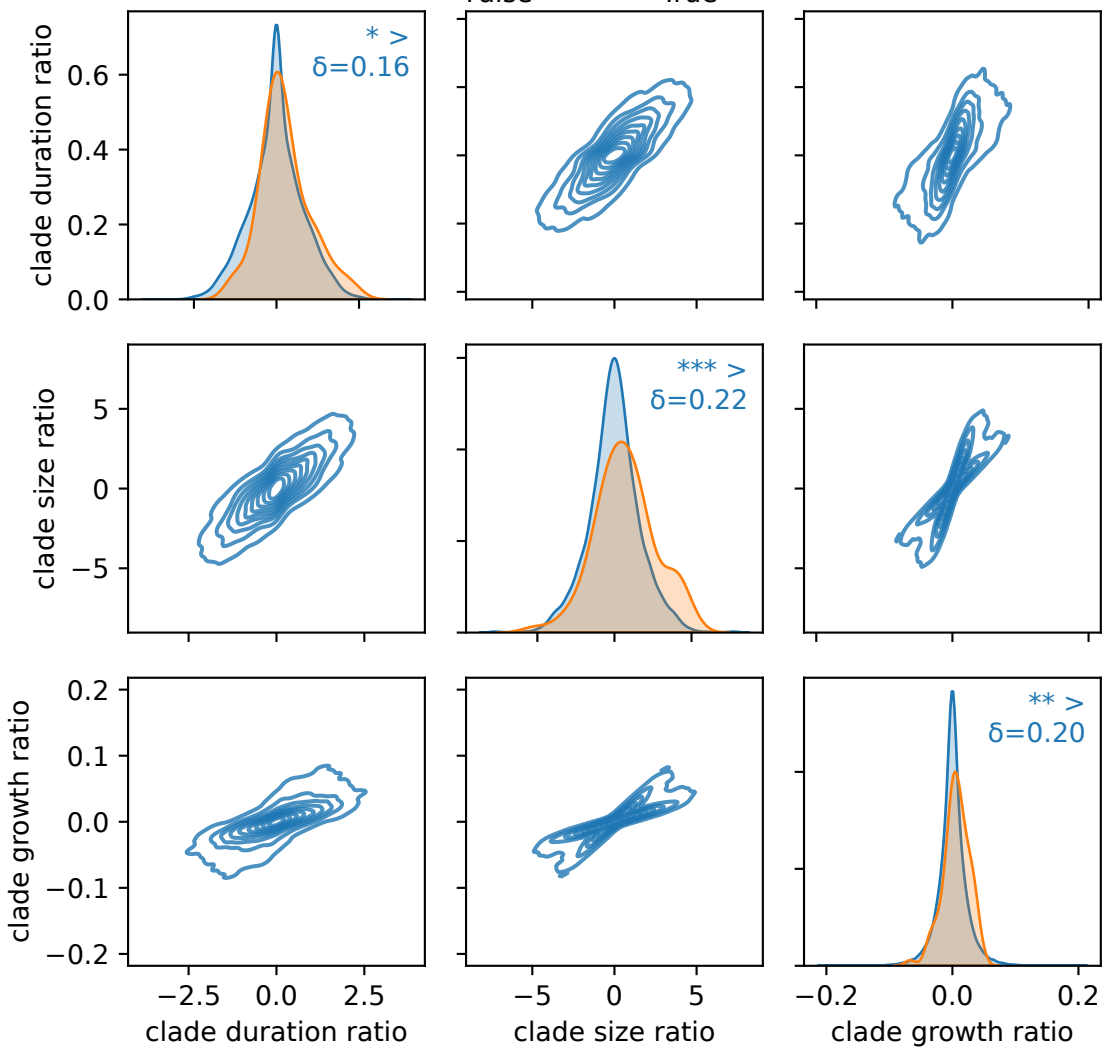 * >
δ=0.16
clade duration ratio
0.6
0.4
0.2
0.0
*** >
δ=0.22
clade size ratio
5
0
−5
** >
δ=0.20
clade growth ratio
0.2
0.1
0.0
−0.1
−0.2
−2.5 0.0 2.5
−5 0 5
−0.2 0.0 0.2
clade duration ratio
clade size ratio
clade growth ratio